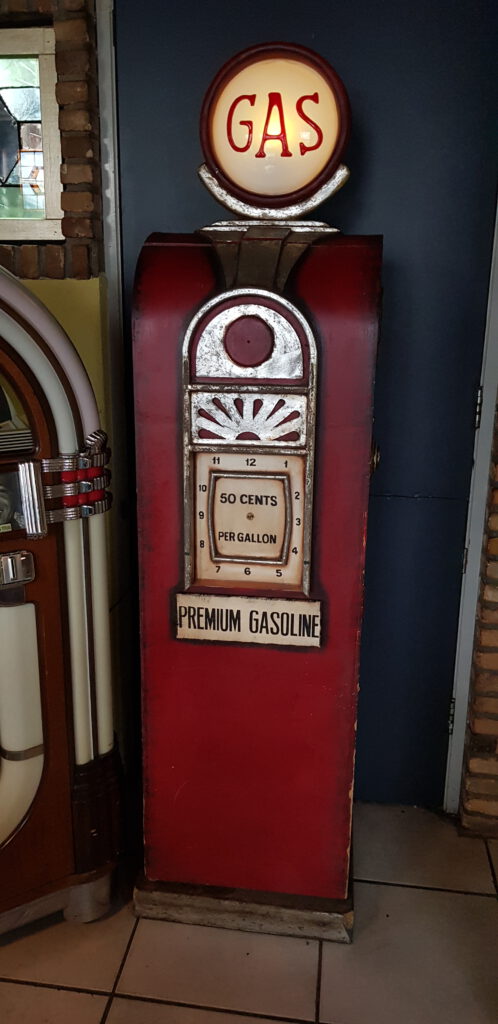 GAS
11 12 1
10 2
50 CENTS
9 3
PER GALLON
8 4
7 6 5
PREMIUM GASOLINE